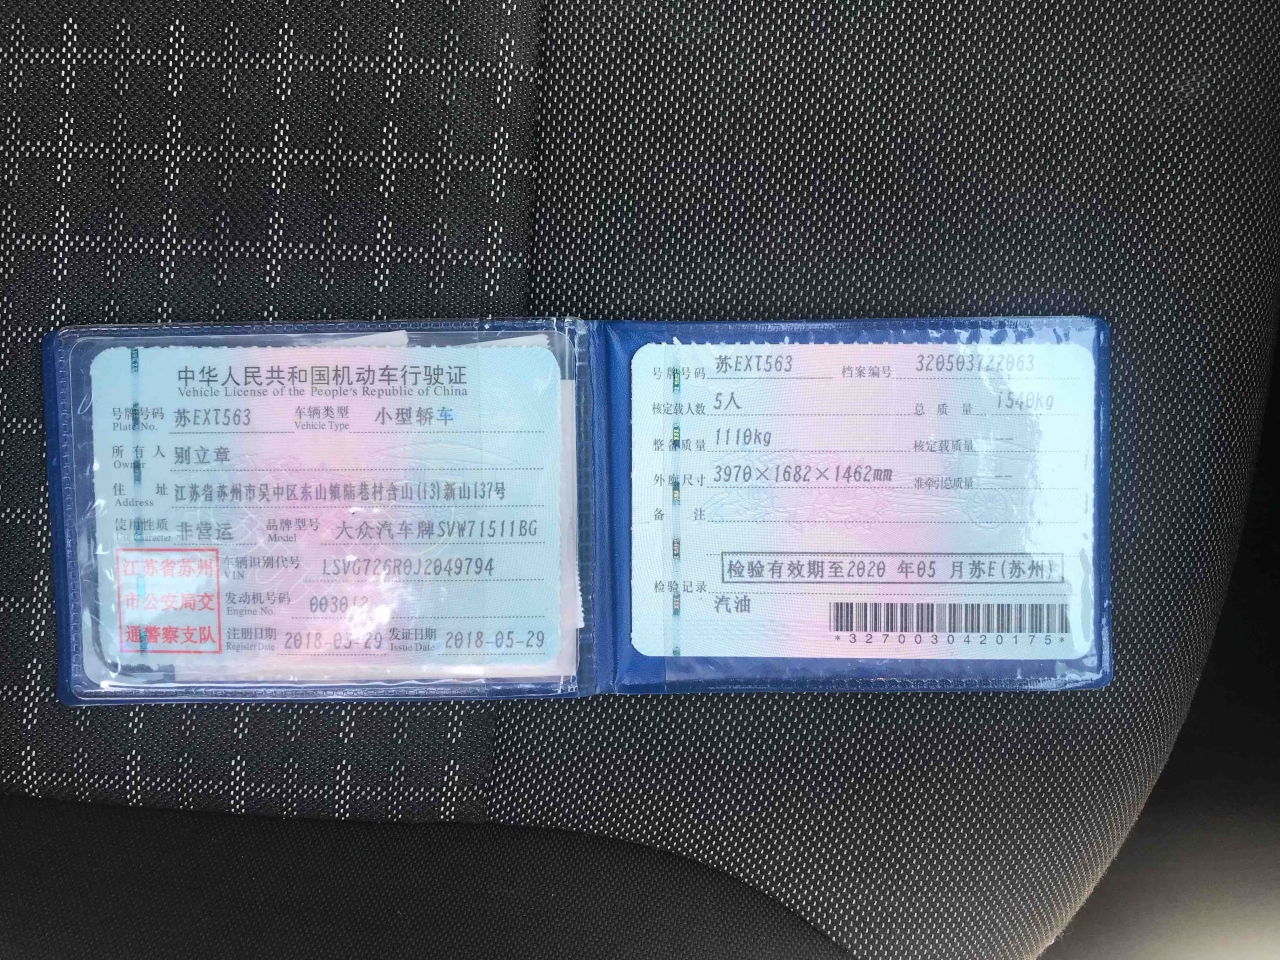 中华人民共和国机动车行驶证
Vehicle License of the People's Republic of China
号牌号码 苏EXT563 车辆类型 小型轿车
Plate No. Vehicle Type
所有人 别立章
Owner
住址 江苏省苏州市吴中区东山镇陆巷村含山(13)新山137号
Address
使用性质 非营运 品牌型号 大众汽车牌SVW71511BG
Use Character Model
江苏省苏州
市公安局交
通警察支队
车辆识别代号 LSVG726R0J2049794
VIN
发动机号码
Engine No.
注册日期 2018-05-29 发证日期 2018-05-29
Register Date Issue Date
号牌号码 苏EXT563 档案编号 320503722063
核定载人数 5人 总质量 1540kg
整备质量 1110kg 核定载质量 --
外廓尺寸 3970×1682×1462mm 准牵引总质量 --
备注
检验记录
检验有效期至2020 年05 月苏E(苏州)
汽油
*3270030420175*